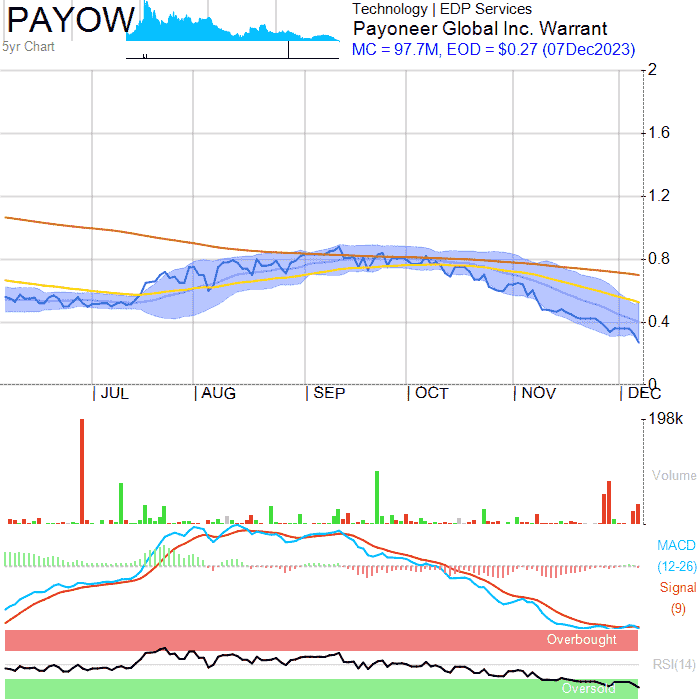 PAYOW
5yr Chart
Technology | EDP Services
Payoneer Global Inc. Warrant
MC = 97.7M, EOD = $0.27 (07Dec2023)
2
1.6
1.2
0.8
0.4
0
JUL
AUG
SEP
OCT
NOV
DEC
198k
Volume
MACD
(12-26)
Signal
(9)
Overbought
RSI(14)
Oversold